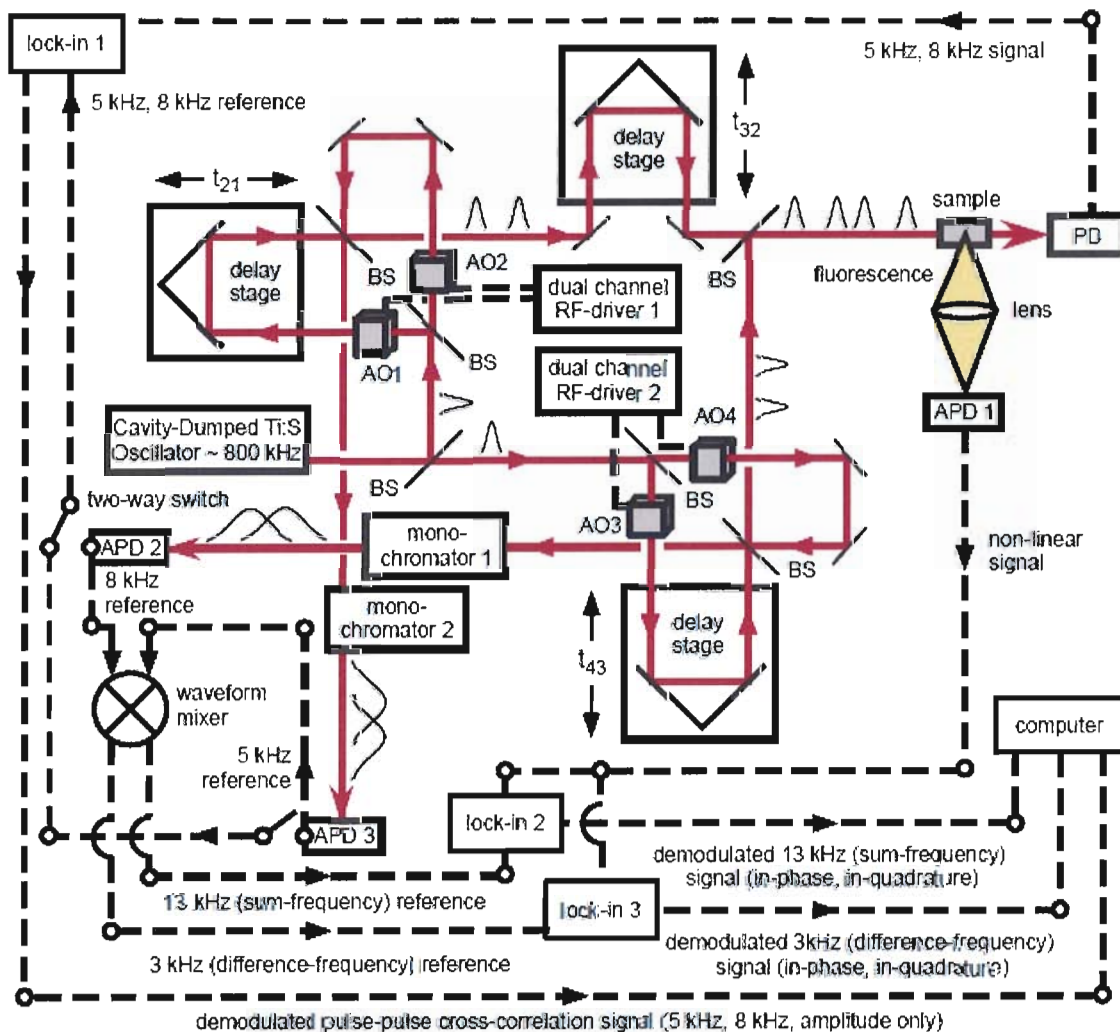 lock-in 1
5 kHz, 8 kHz signal
5 kHz, 8 kHz reference
delay
stage
t32
t21
sample
PD
delay
stage
BS
AO2
BS
fluorescence
dual channel
RF-driver 1
lens
AO1
BS
dual channel
RF-driver 2
APD 1
Cavity-Dumped Ti:S
Oscillator ~ 800 kHz
AO4
BS
BS
two-way switch
AO3
mono-
chromator 1
APD 2
non-linear
signal
BS
8 kHz
reference
mono-
chromator 2
delay
stage
t43
waveform
mixer
computer
5 kHz
reference
lock-in 2
APD 3
demodulated 13 kHz (sum-frequency)
signal (in-phase, in-quadrature)
13 kHz (sum-frequency) reference
lock-in 3
demodulated 3kHz (difference-frequency)
signal (in-phase, in-quadrature)
3 kHz (difference-frequency) reference
demodulated pulse-pulse cross-correlation signal (5 kHz, 8 kHz, amplitude only)